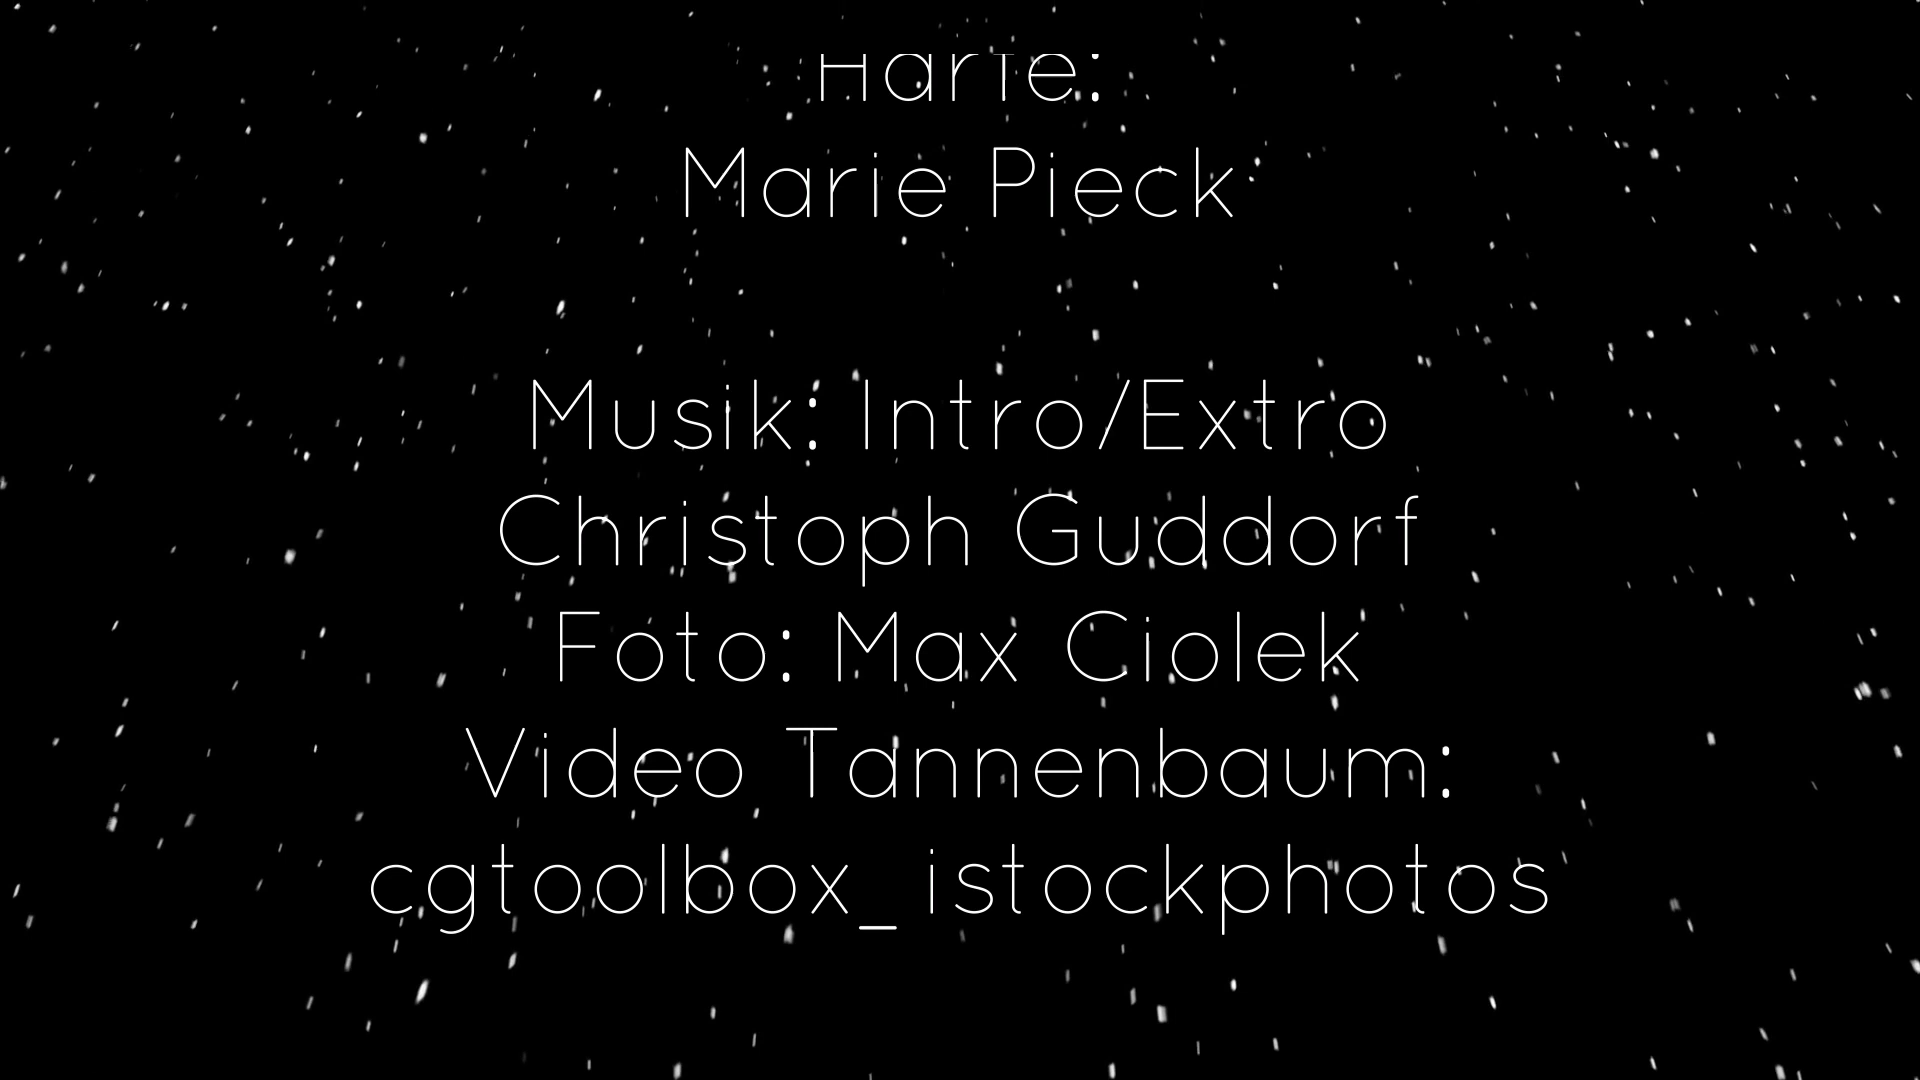 Marie Pieck
Musik: Intro/Extro
Christoph Guddorf
Foto: Max Ciolek
Video Tannenbaum:
cgtoolbox_istockphotos